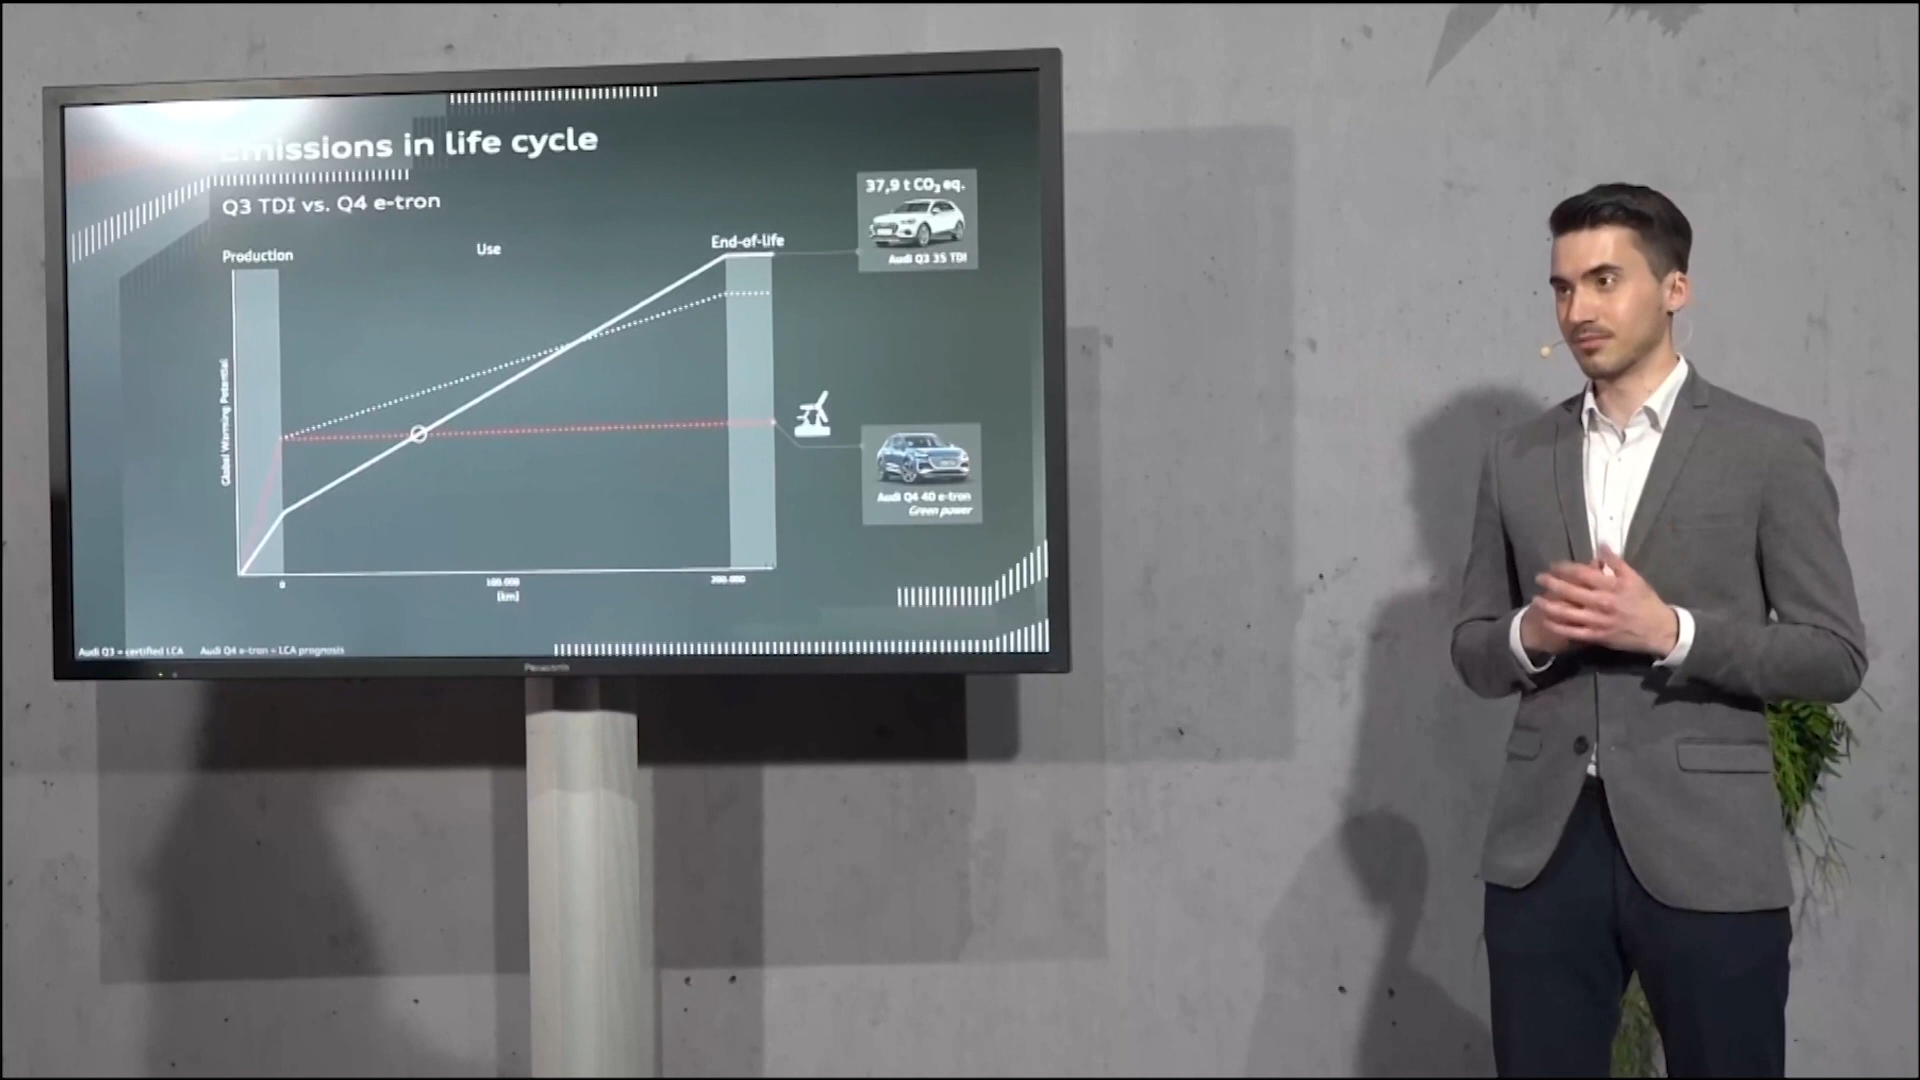 Emissions in life cycle
Q3 TDI vs. Q4 e-tron
Production
Use
End-of-life
37,9 t CO₂ eq.
Audi Q3 35 TDI
Global Warming Potential
Audi Q4 40 e-tron
Green power
0
100.000
200.000
[km]
Audi Q3 = certified LCA
Audi Q4 e-tron = LCA prognosis
Panasonic